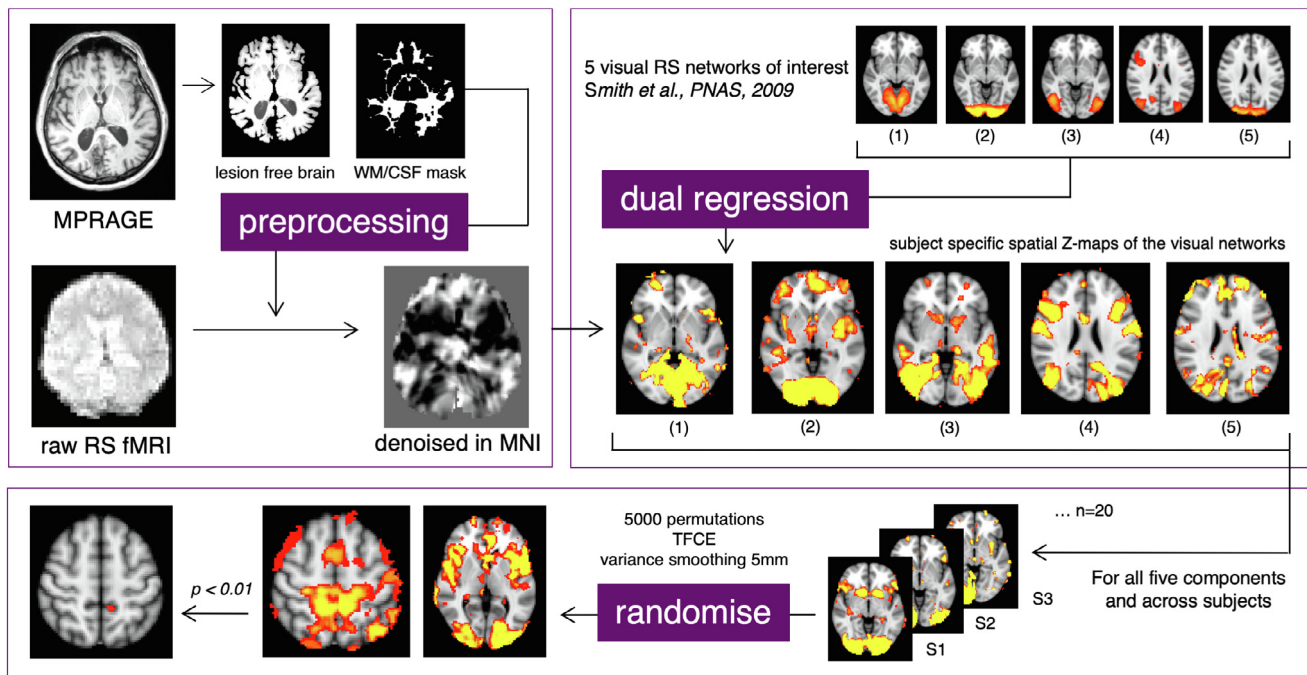 MPRAGE
lesion free brain
WM/CSF mask
preprocessing
raw RS fMRI
denoised in MNI
5 visual RS networks of interest
Smith et al., PNAS, 2009
(1)
(2)
(3)
(4)
(5)
dual regression
subject specific spatial Z-maps of the visual networks
(1)
(2)
(3)
(4)
(5)
... n=20
For all five components
and across subjects
S3
S2
S1
5000 permutations
TFCE
variance smoothing 5mm
randomise
p < 0.01